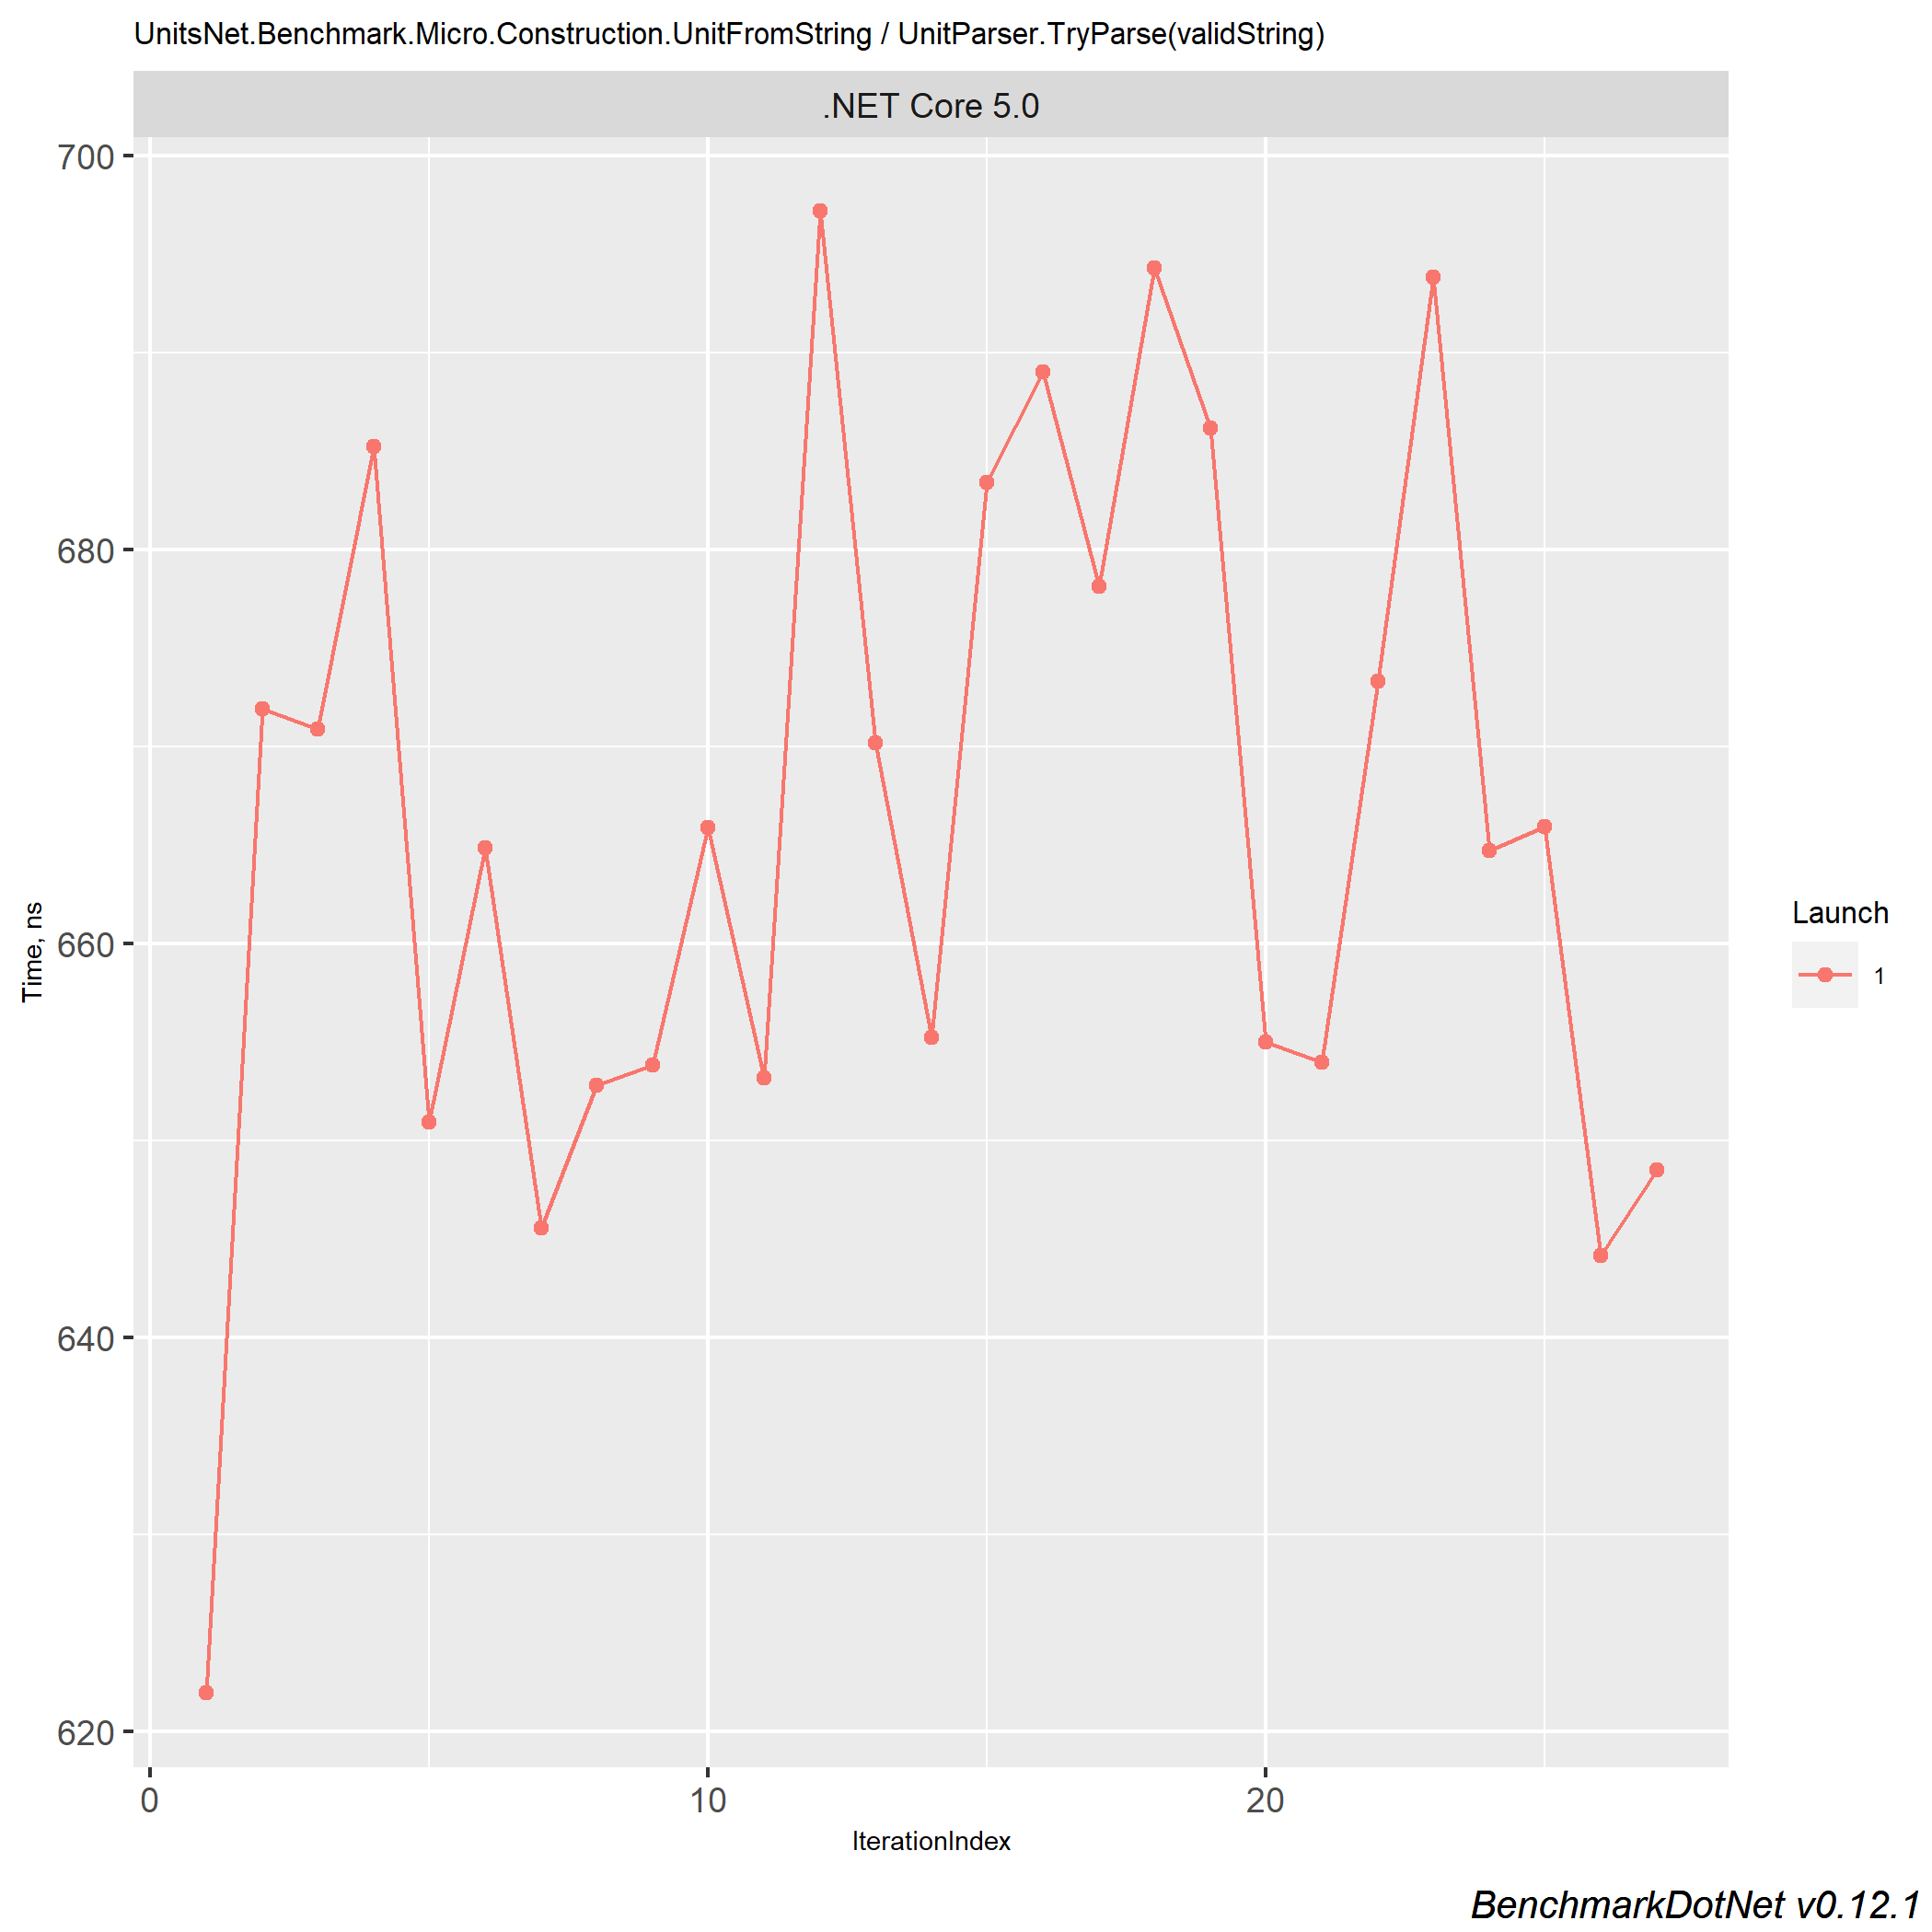 UnitsNet.Benchmark.Micro.Construction.UnitFromString / UnitParser.TryParse(validString)
.NET Core 5.0
700
680
660
640
620
Time, ns
0 10 20
IterationIndex
Launch
1
BenchmarkDotNet v0.12.1